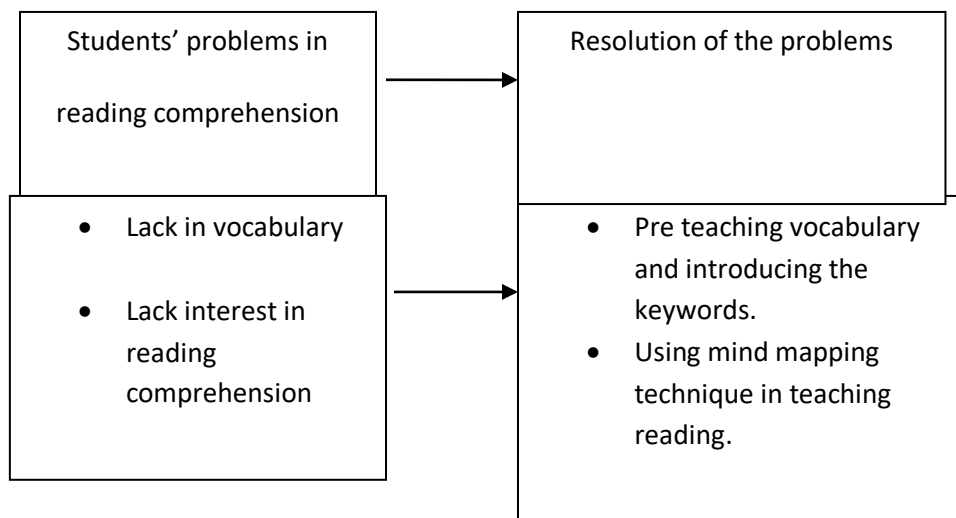 Students’ problems in
reading comprehension
Resolution of the problems
• Lack in vocabulary
• Lack interest in
reading
comprehension
• Pre teaching vocabulary
and introducing the
keywords.
• Using mind mapping
technique in teaching
reading.